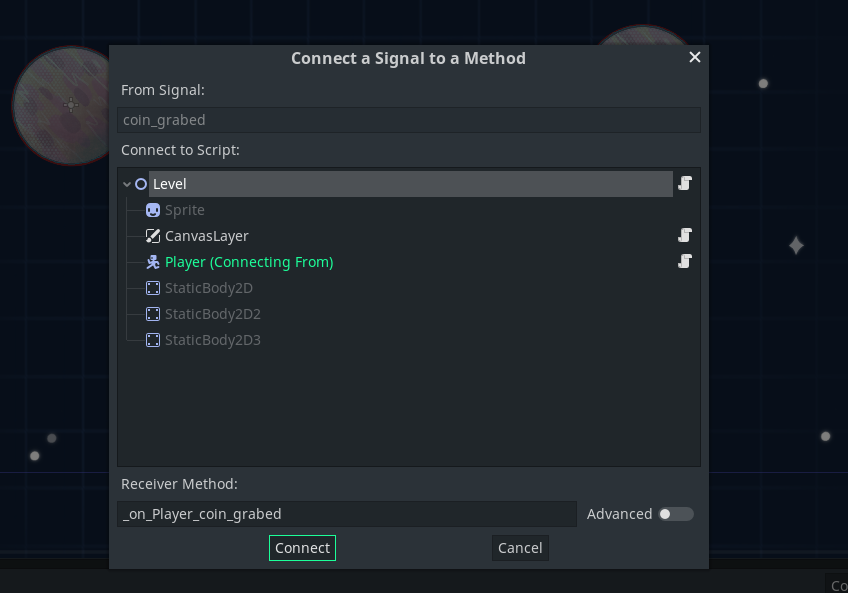 Connect a Signal to a Method
From Signal:
coin_grabed
Connect to Script:
Level
Sprite
CanvasLayer
Player (Connecting From)
StaticBody2D
StaticBody2D2
StaticBody2D3
Receiver Method:
_on_Player_coin_grabed
Advanced
Connect
Cancel
Co